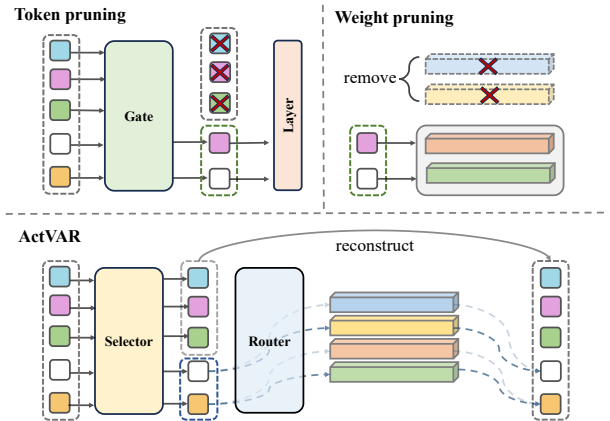 Token pruning
Gate
Layer
Weight pruning
remove
ActVAR
reconstruct
Selector
Router